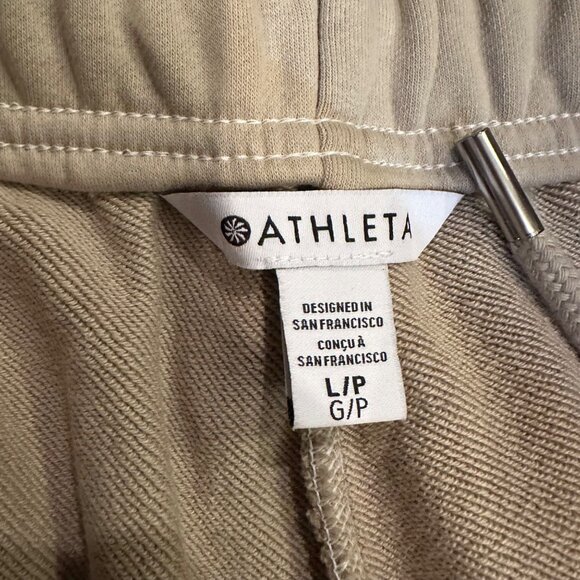 ATHLETA
DESIGNED IN
SAN FRANCISCO
CONÇU À
SAN FRANCISCO
L/P
G/P